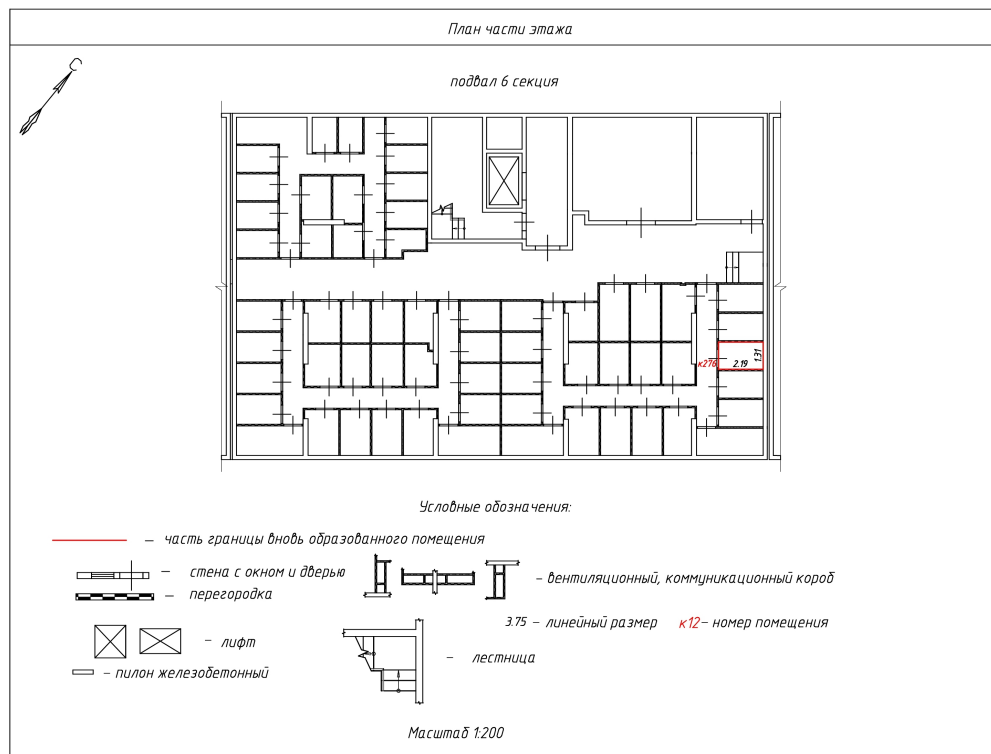 План части этажа
С
подвал 6 секция
к276 2.19 1.31
Условные обозначения:
– часть границы вновь образованного помещения
– стена с окном и дверью
– перегородка
– вентиляционный, коммуникационный короб
3.75 – линейный размер к12– номер помещения
– лифт
– лестница
– пилон железобетонный
Масштаб 1:200